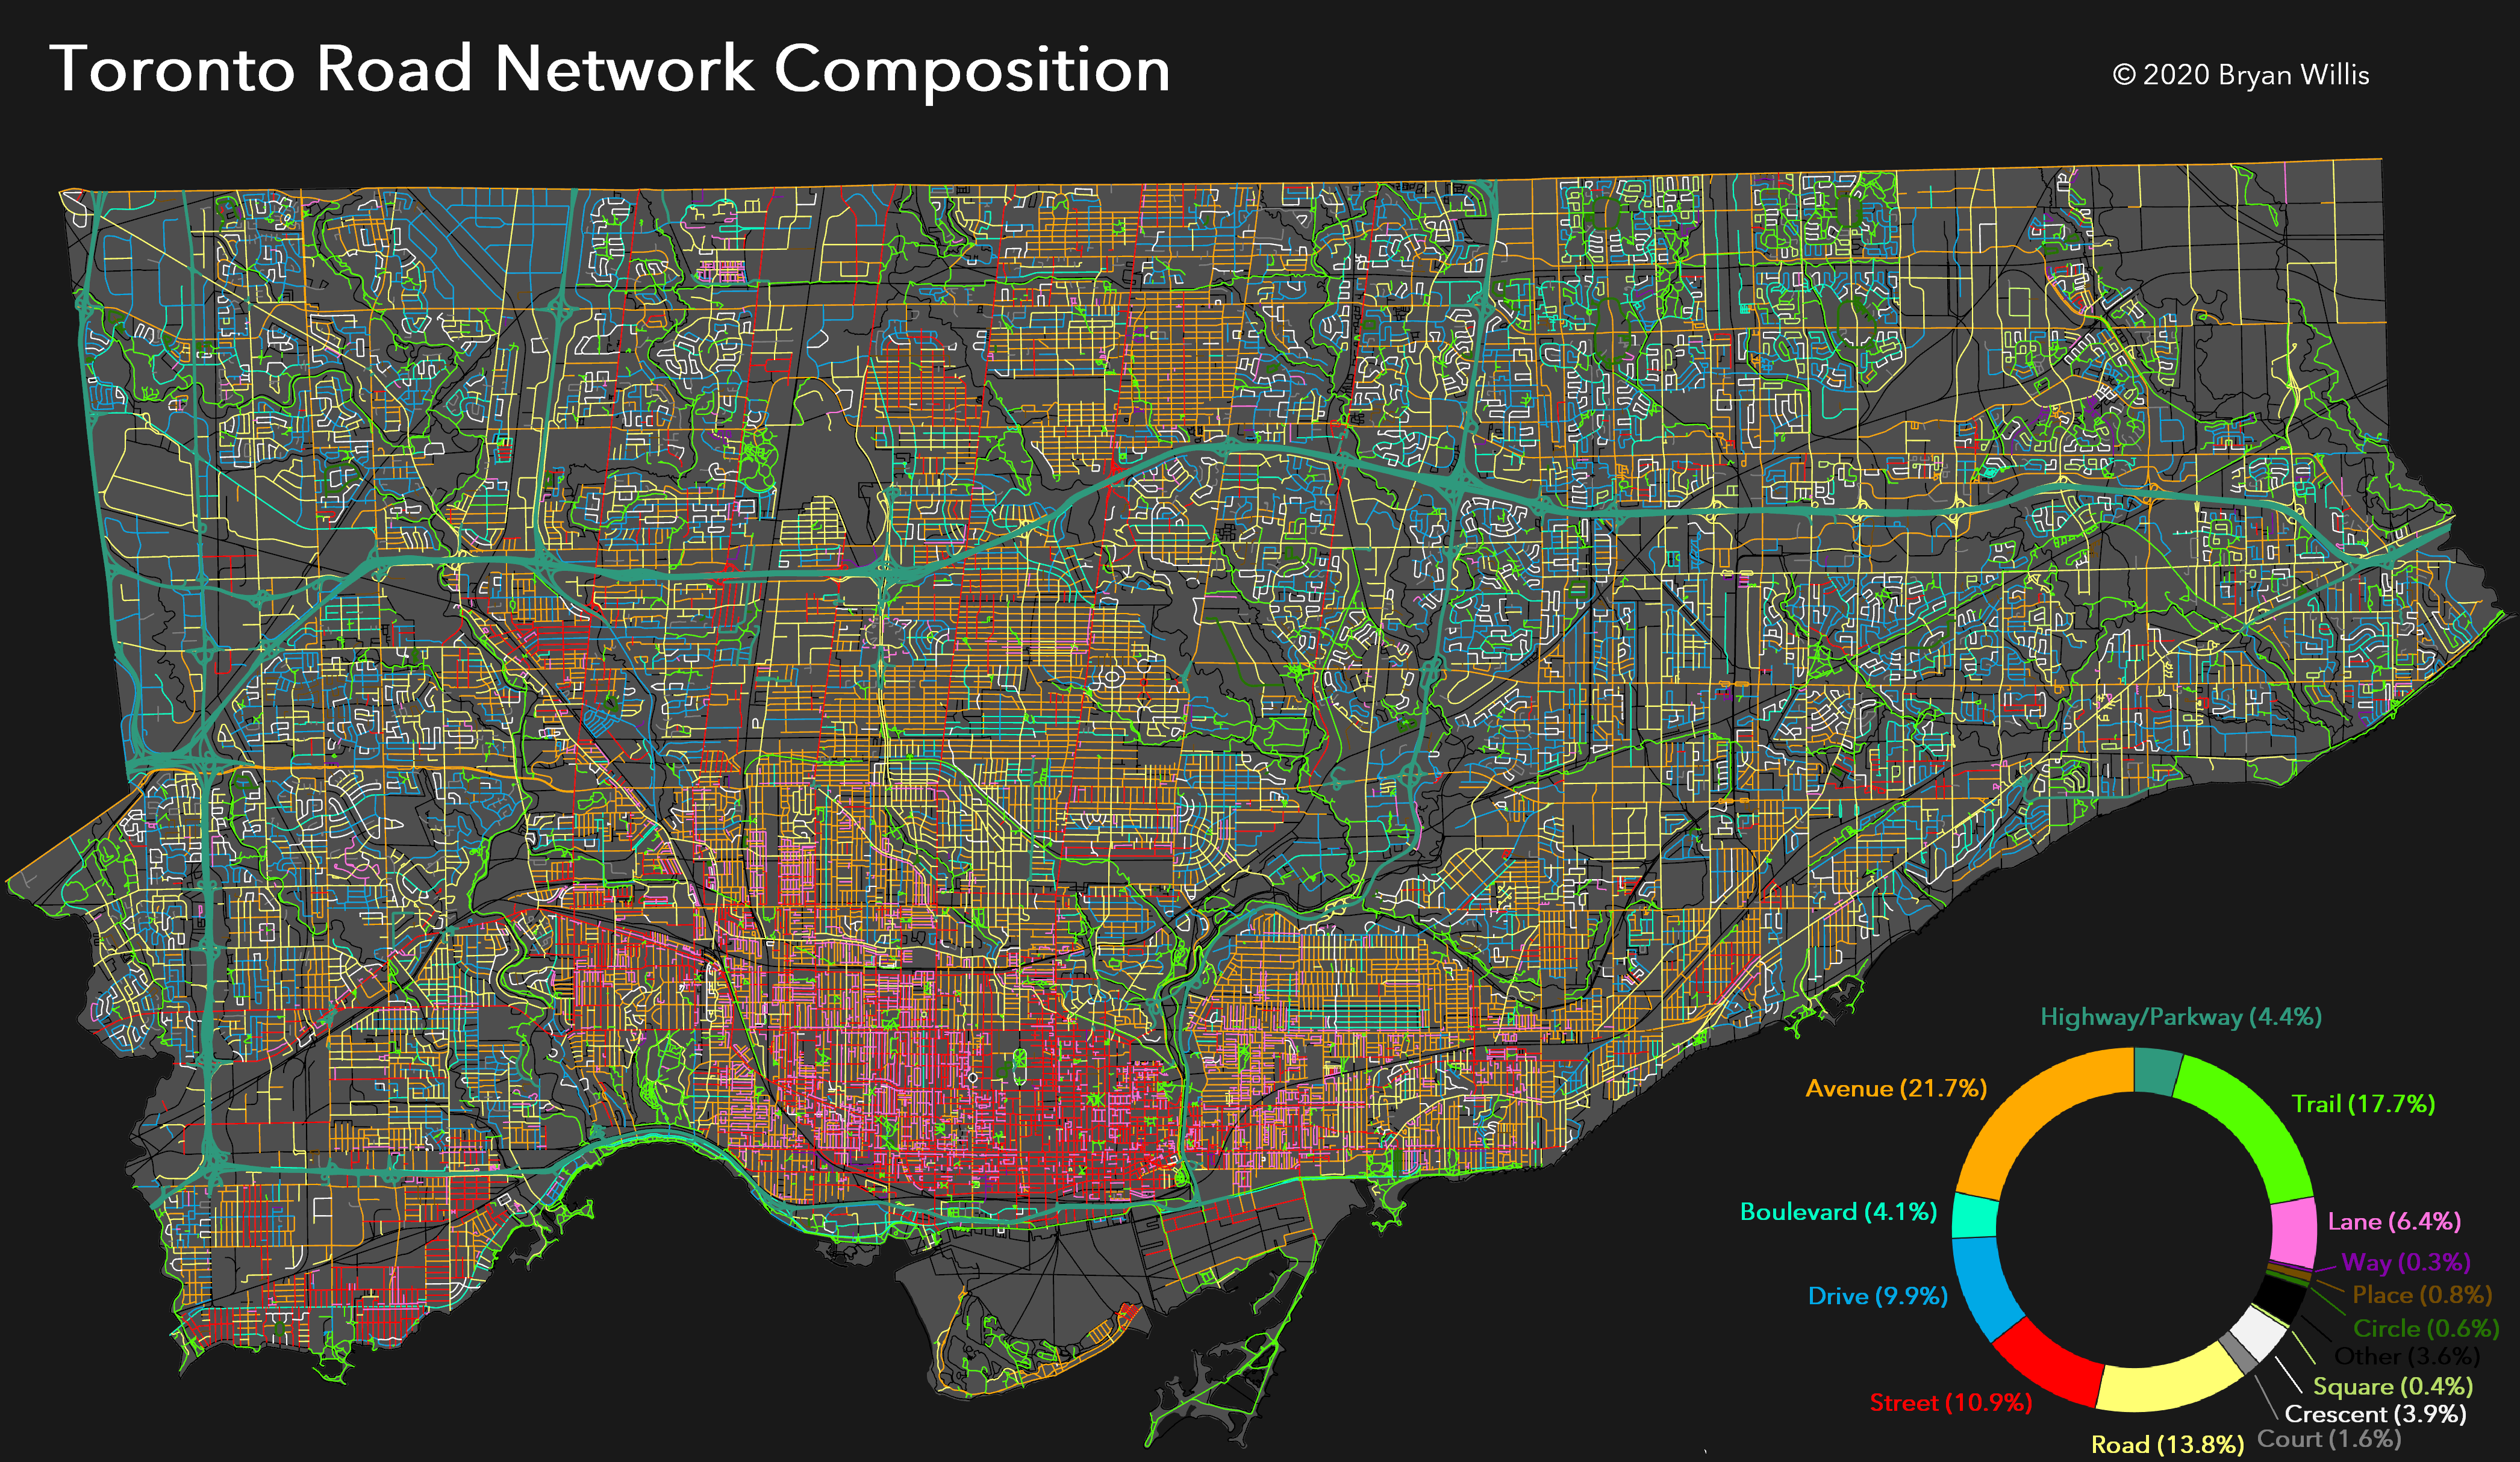 Toronto Road Network Composition
© 2020 Bryan Willis
Highway/Parkway (4.4%)
Avenue (21.7%)
Trail (17.7%)
Boulevard (4.1%)
Lane (6.4%)
Way (0.3%)
Place (0.8%)
Drive (9.9%)
Circle (0.6%)
Other (3.6%)
Square (0.4%)
Street (10.9%)
Crescent (3.9%)
Road (13.8%)
Court (1.6%)